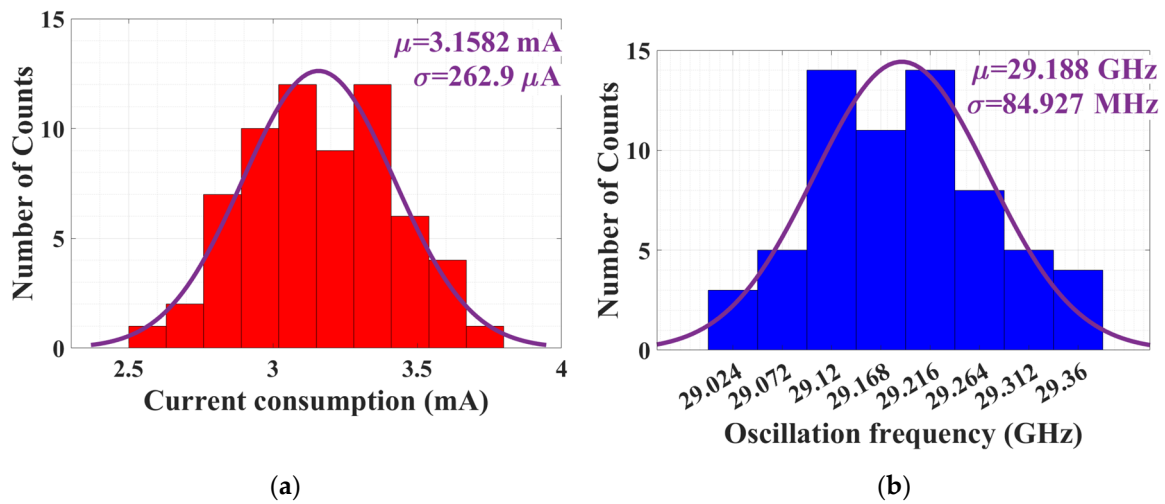 15
10
5
0
Number of Counts
μ=3.1582 mA
σ=262.9 μA
2.5
3
3.5
4
Current consumption (mA)
(a)
15
10
5
0
Number of Counts
μ=29.188 GHz
σ=84.927 MHz
29.024
29.072
29.12
29.168
29.216
29.264
29.312
29.36
Oscillation frequency (GHz)
(b)